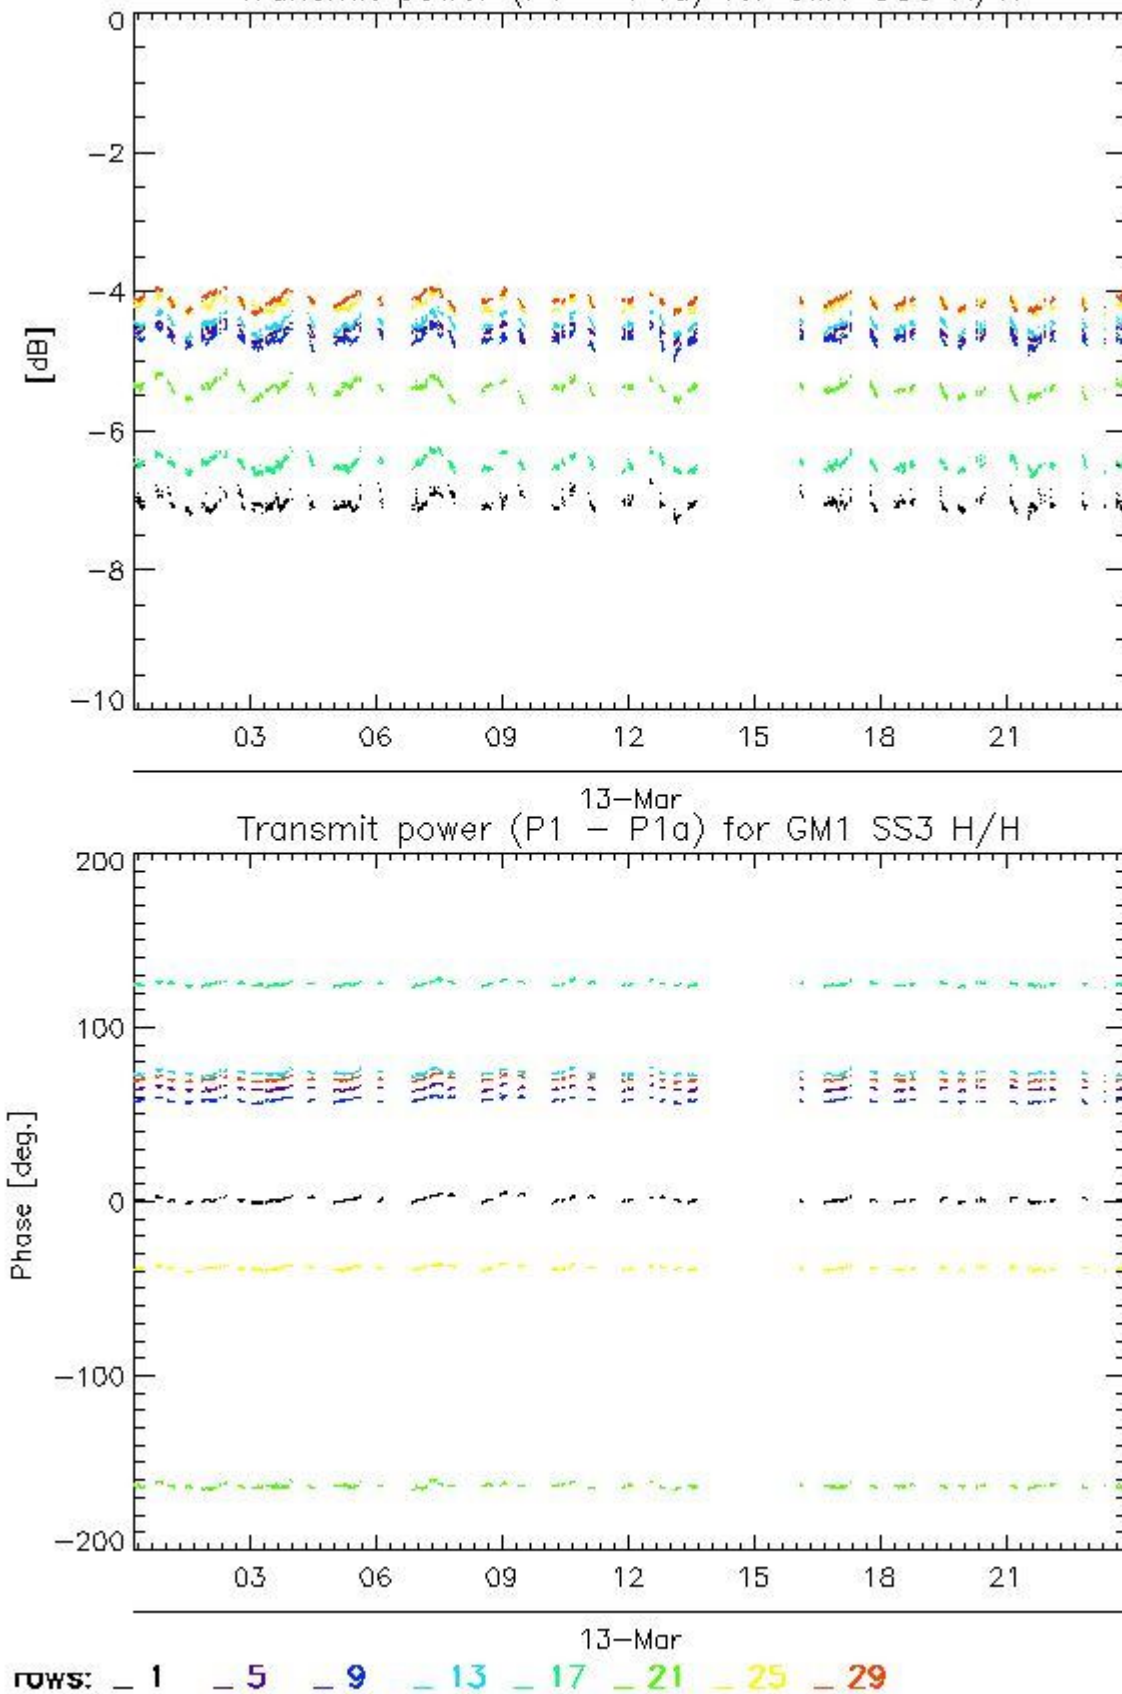 0
-2
-4
-6
-8
-10
[dB]
03 06 09 12 15 18 21
13-Mar
Transmit power (P1 - P1a) for GM1 SS3 H/H
200
100
0
-100
-200
Phase [deg.]
03 06 09 12 15 18 21
13-Mar
rows: _ 1 _ 5 _ 9 _ 13 _ 17 _ 21 _ 25 _ 29